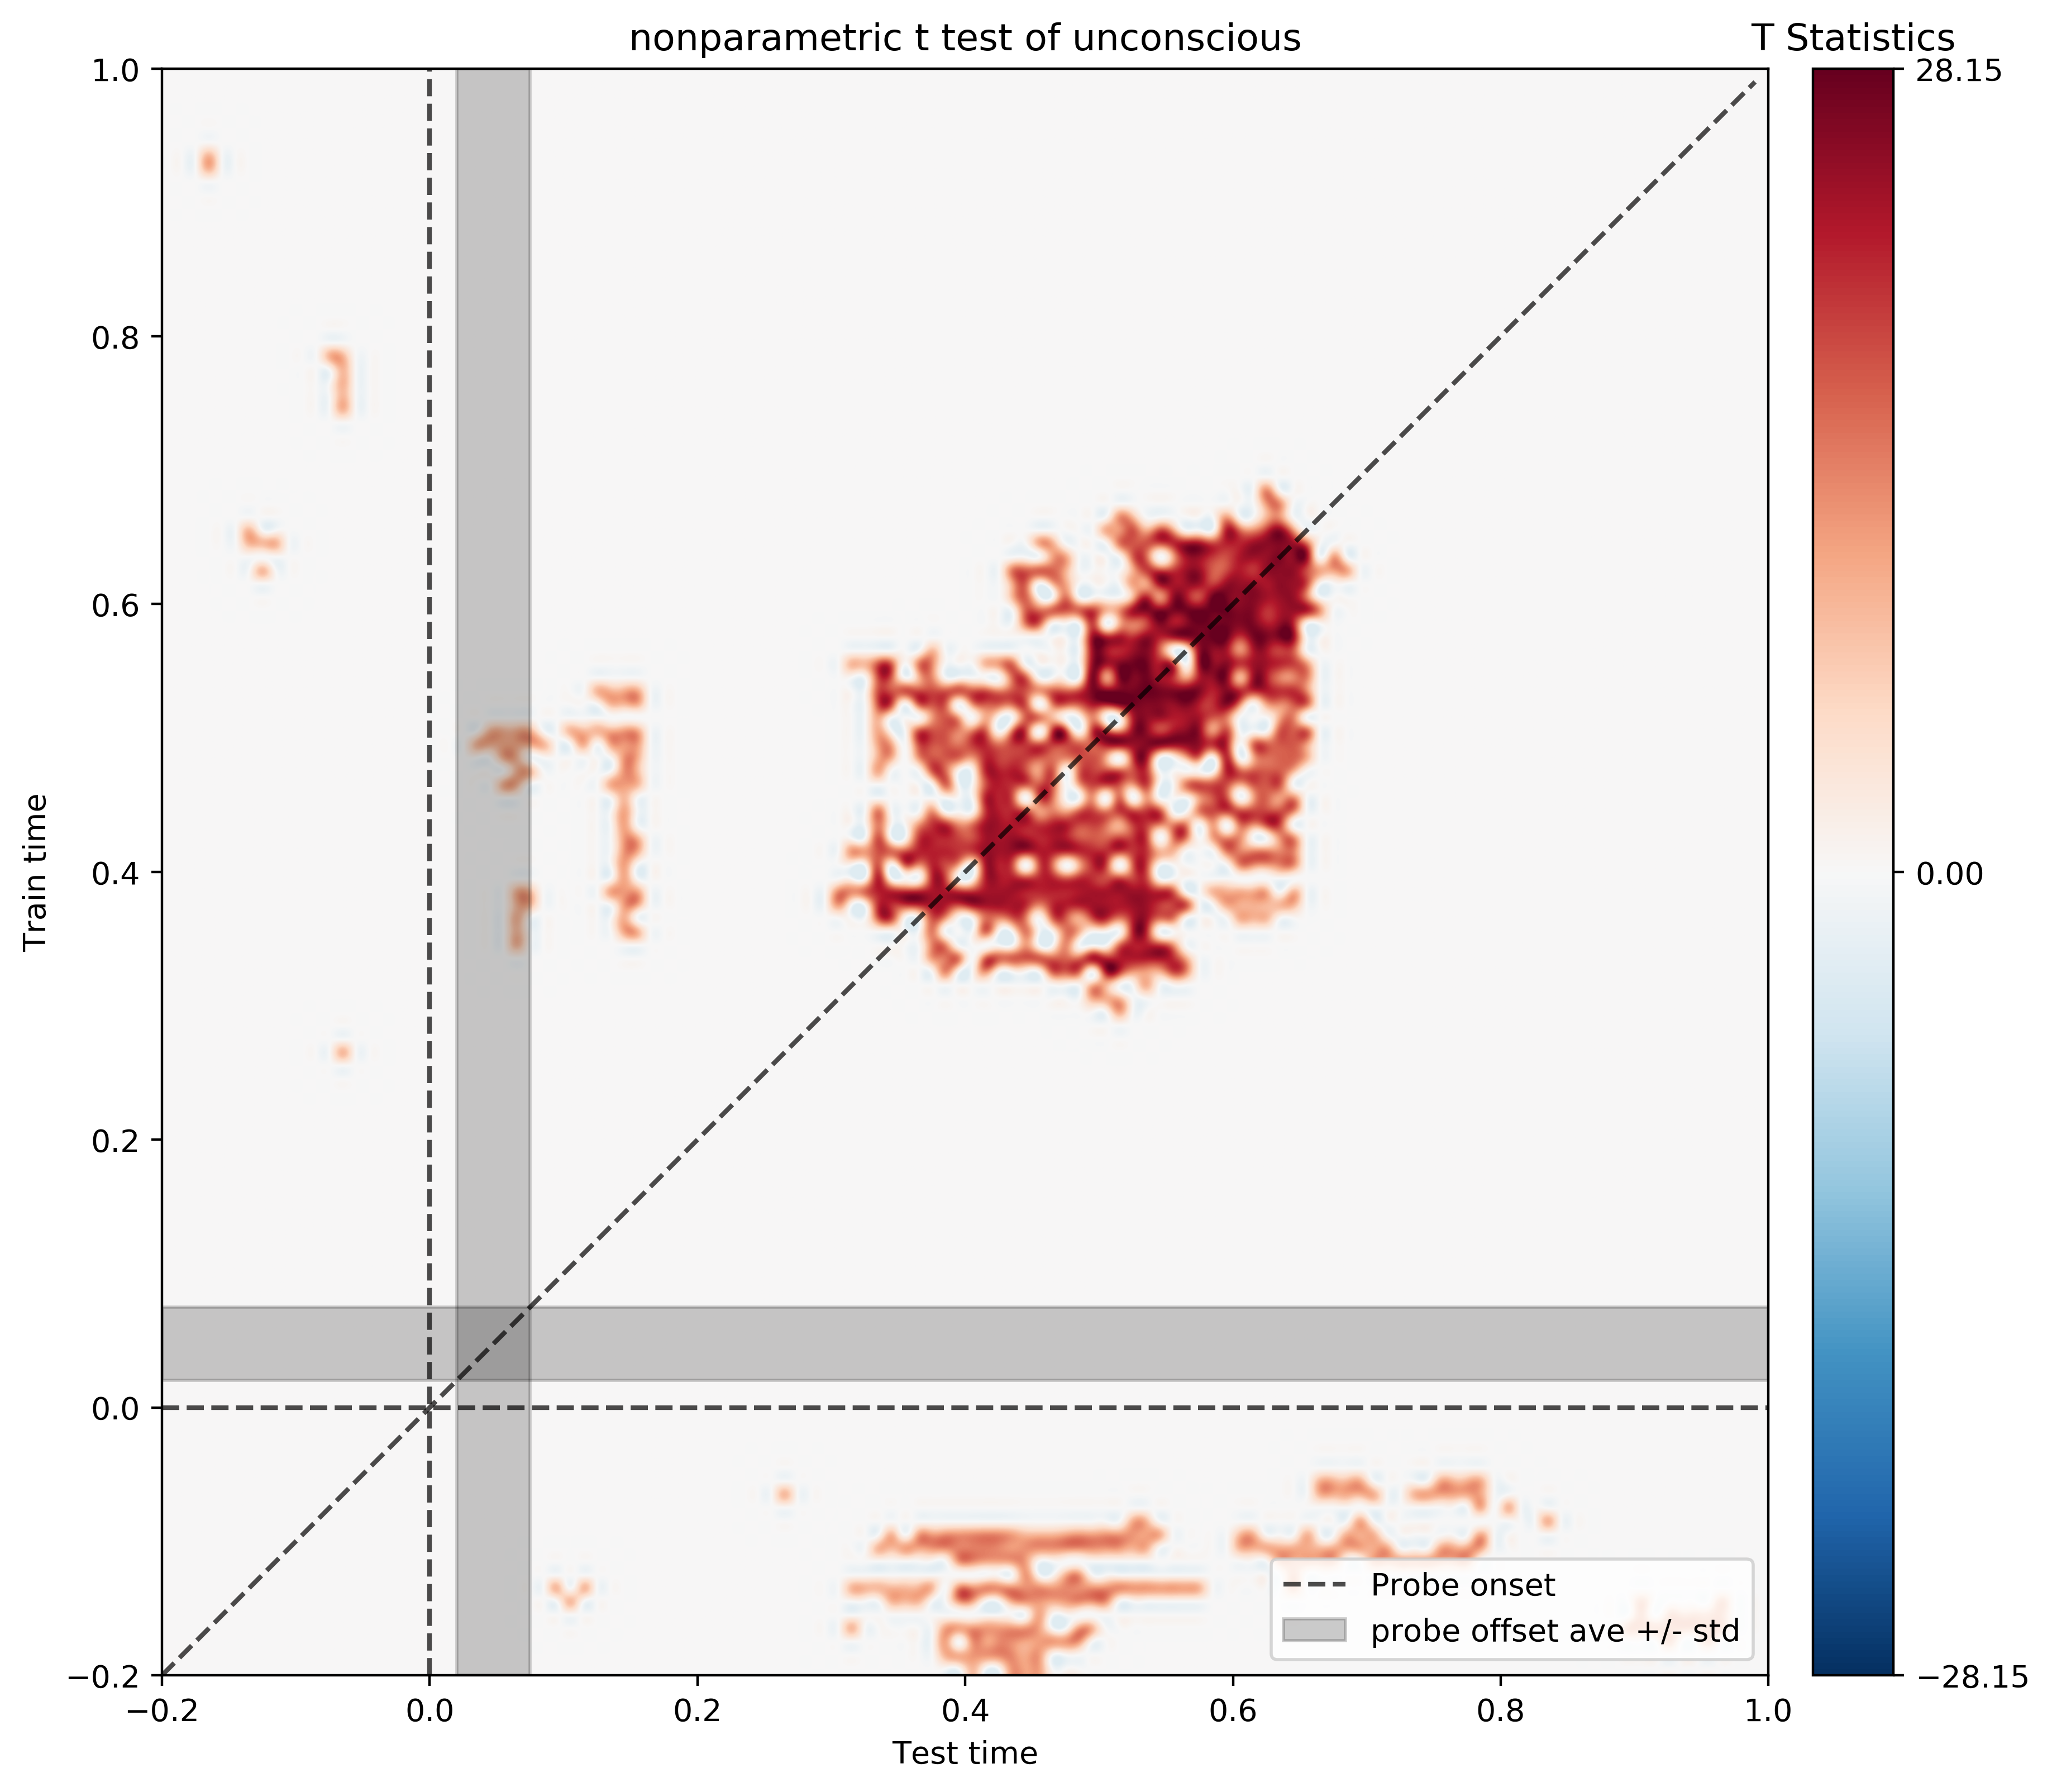 nonparametric t test of unconscious
T Statistics
28.15
0.00
−28.15
1.0
0.8
0.6
0.4
0.2
0.0
−0.2
Train time
−0.2
0.0
0.2
0.4
0.6
0.8
1.0
Test time
Probe onset
probe offset ave +/- std